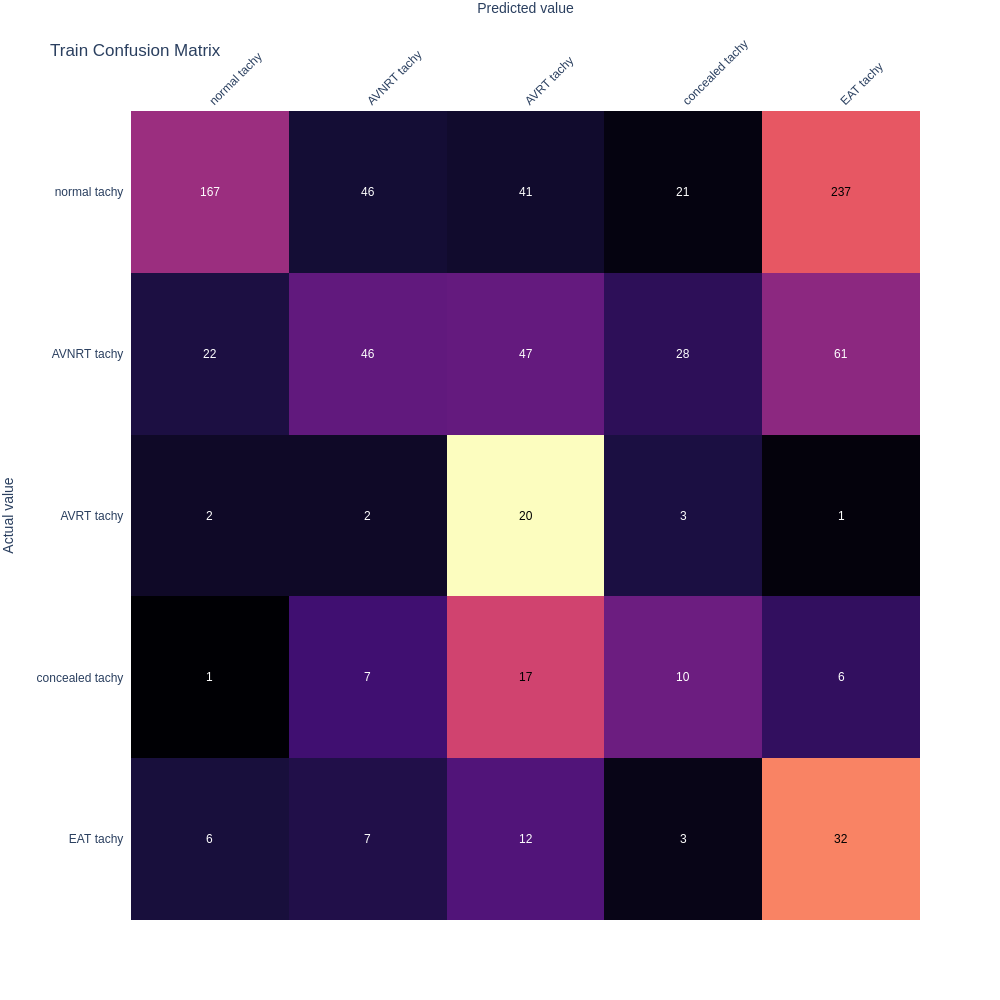 Predicted value
Train Confusion Matrix
normal tachy
AVNRT tachy
AVRT tachy
concealed tachy
EAT tachy
normal tachy 167 46 41 21 237
AVNRT tachy 22 46 47 28 61
Actual value
AVRT tachy 2 2 20 3 1
concealed tachy 1 7 17 10 6
EAT tachy 6 7 12 3 32